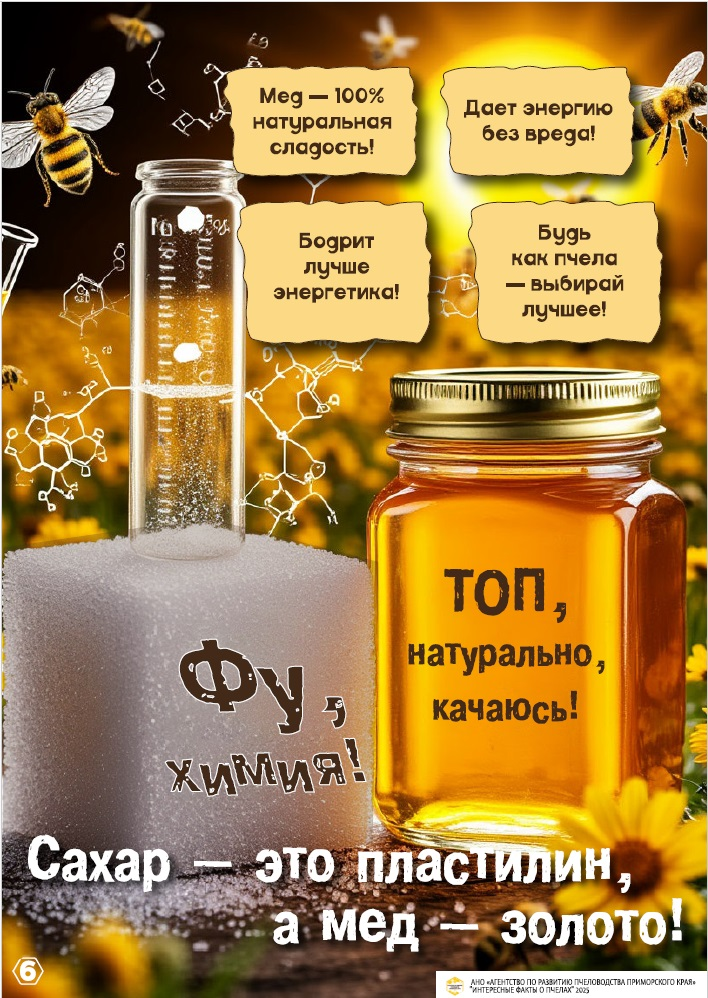 Мед — 100%
натуральная
сладость!
Дает энергию
без вреда!
Бодрит
лучше
энергетика!
Будь
как пчела
— выбирай
лучшее!
ТОП,
натурально,
качаюсь!
Фу,
химия!
Сахар — это пластилин,
а мед — золото!
6
АНО «АГЕНТСТВО ПО РАЗВИТИЮ ПЧЕЛОВОДСТВА ПРИМОРСКОГО КРАЯ»
"ИНТЕРЕСНЫЕ ФАКТЫ О ПЧЕЛАХ" 2025